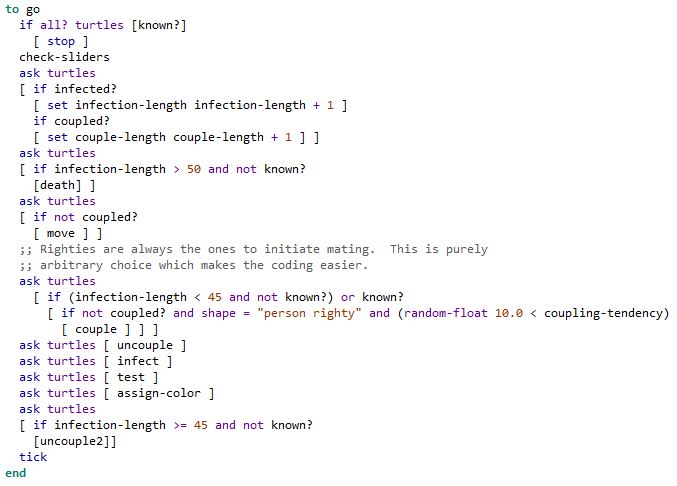 to go
  if all? turtles [known?]
    [ stop ]
  check-sliders
  ask turtles
  [ if infected?
    [ set infection-length infection-length + 1 ]
    if coupled?
    [ set couple-length couple-length + 1 ] ]
  ask turtles
  [ if infection-length > 50 and not known?
    [death] ]
  ask turtles
  [ if not coupled?
    [ move ] ]
  ;; Righties are always the ones to initiate mating.  This is purely
  ;; arbitrary choice which makes the coding easier.
  ask turtles
    [ if (infection-length < 45 and not known?) or known?
      [ if not coupled? and shape = "person righty" and (random-float 10.0 < coupling-tendency)
        [ couple ] ] ]
  ask turtles [ uncouple ]
  ask turtles [ infect ]
  ask turtles [ test ]
  ask turtles [ assign-color ]
  ask turtles
  [ if infection-length >= 45 and not known?
    [uncouple2]]
  tick
end